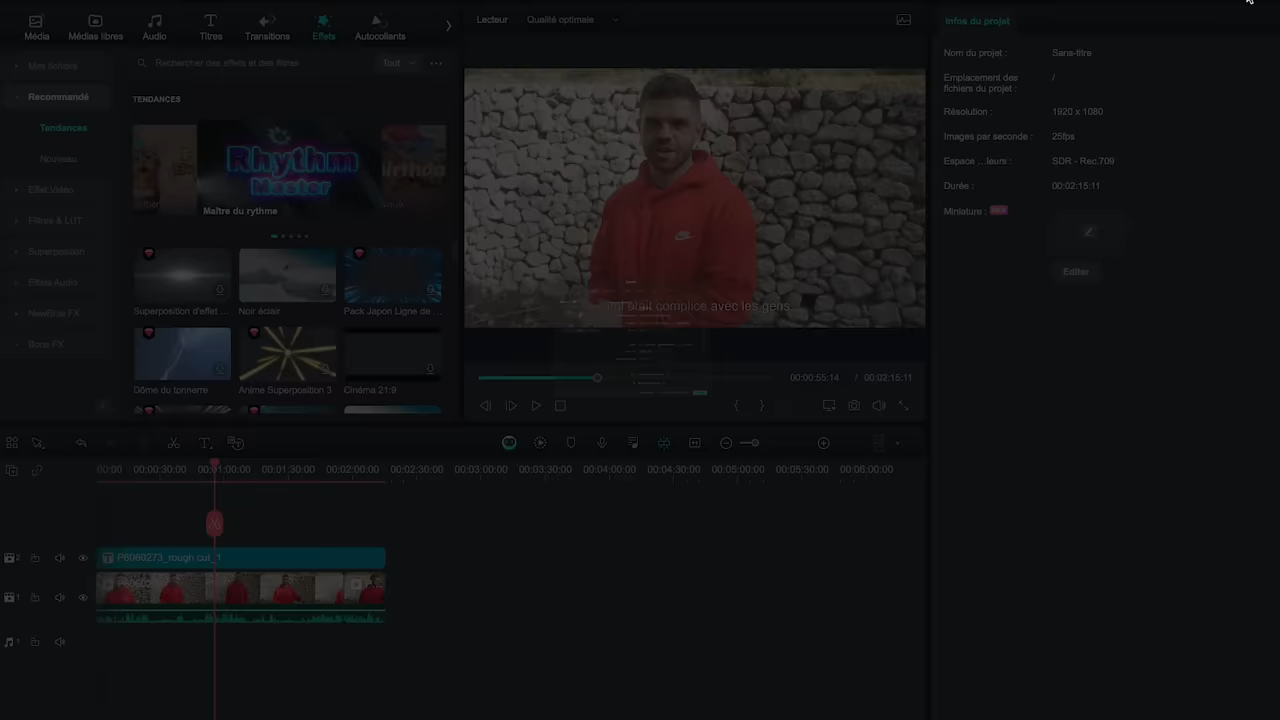 Média
Médias libres
Audio
Titres
Transitions
Effets
Autocollants
Lecteur
Qualité optimale
Infos du projet
Mes fichiers
Recommandé
Tendances
Nouveau
Effet Vidéo
Filtres & LUT
Superposition
Effets Audio
NewBlue FX
Boris FX
Rechercher des effets et des filtres
Tout
TENDANCES
Rhythm
Master
Maître du rythme
Superposition d'effet ...
Noir éclair
Pack Japon Ligne de ...
Dôme du tonnerre
Anime Superposition 3
Cinéma 21:9
était complice avec les gens.
00:00:55:14 / 00:02:15:11
Nom du projet : Sans-titre
Emplacement des
fichiers du projet : /
Résolution : 1920 x 1080
Images par seconde : 25fps
Espace ...leurs : SDR - Rec.709
Durée : 00:02:15:11
Miniature :
Editer
00:00 00:00:30:00 00:01:00:00 00:01:30:00 00:02:00:00 00:02:30:00 00:03:00:00 00:03:30:00 00:04:00:00 00:04:30:00 00:05:00:00 00:05:30:00 00:06:00:00
2
P6060273_rough cut_1
1
1